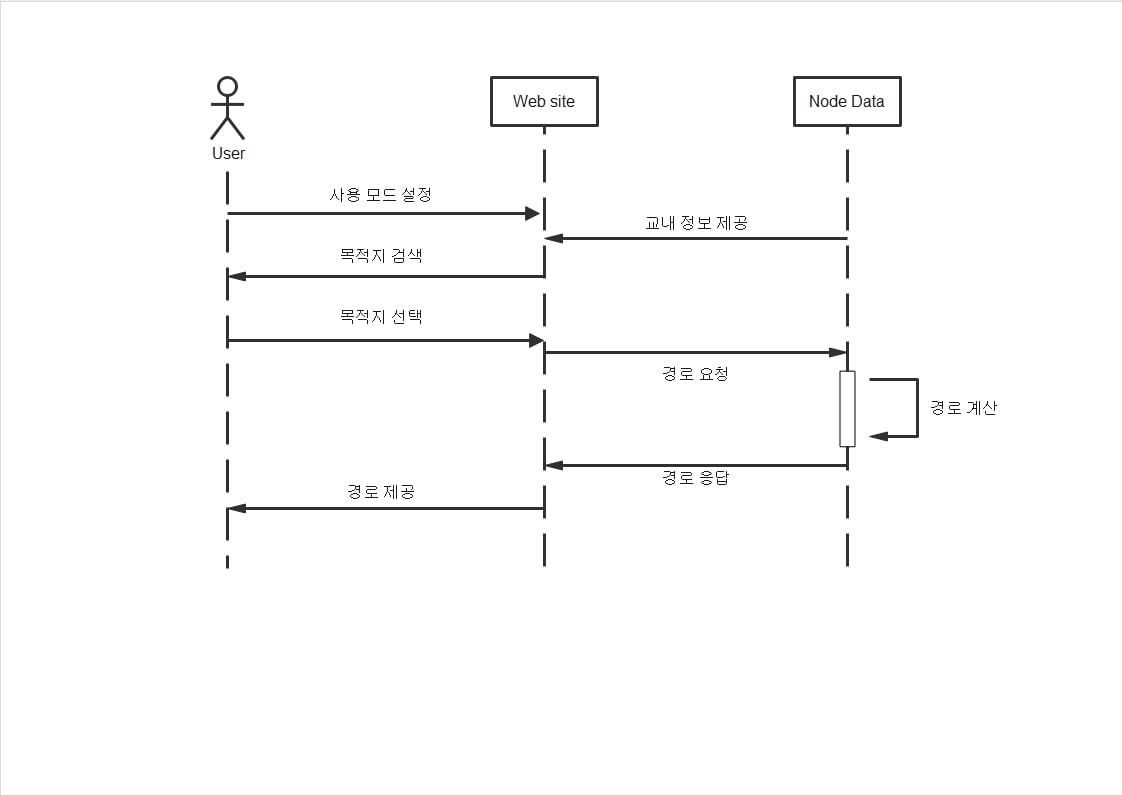 Web site
Node Data
User
사용 모드 설정
교내 정보 제공
목적지 검색
목적지 선택
경로 요청
경로 계산
경로 응답
경로 제공